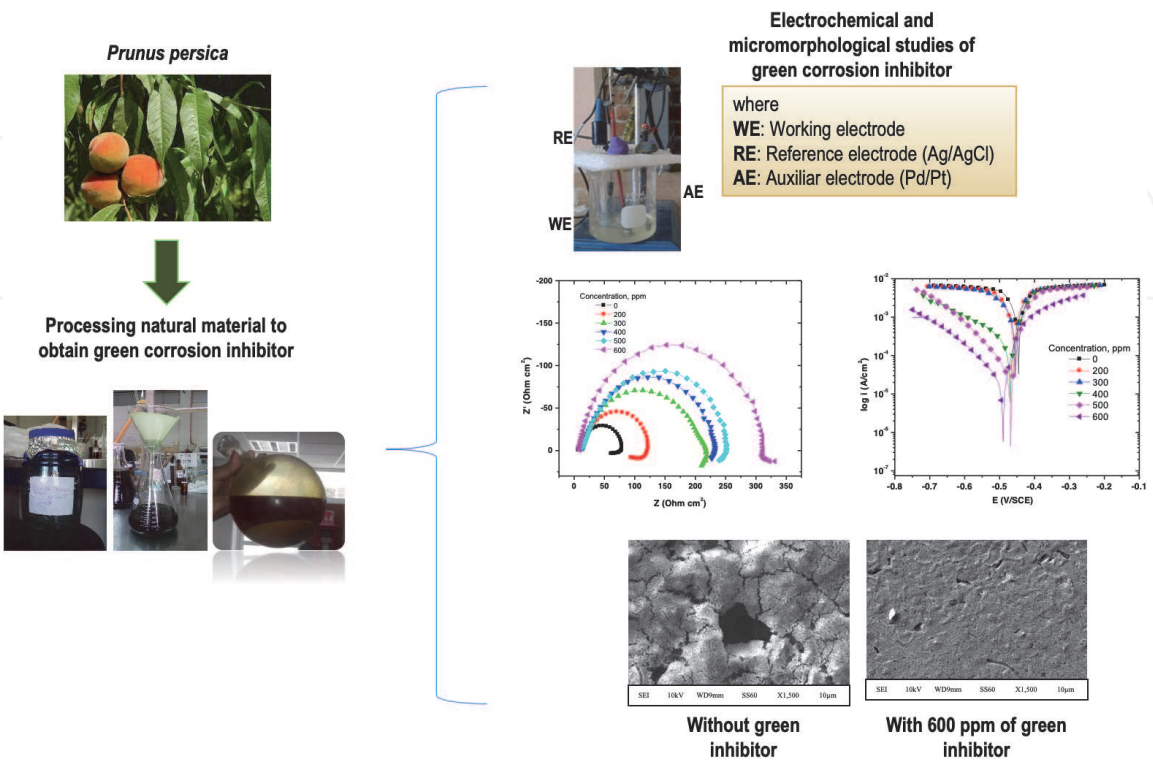 Prunus persica
Processing natural material to
obtain green corrosion inhibitor
Electrochemical and
micromorphological studies of
green corrosion inhibitor
where
WE: Working electrode
RE: Reference electrode (Ag/AgCl)
AE: Auxiliar electrode (Pd/Pt)
RE
AE
WE
-200
-150
-100
-50
0
0 50 100 150 200 250 300 350
Z' (Ohm cm²)
Z (Ohm cm²)
Concentration, ppm
0
200
300
400
500
600
10⁻²
10⁻³
10⁻⁴
10⁻⁵
10⁻⁶
10⁻⁷
-0.8 -0.7 -0.6 -0.5 -0.4 -0.3 -0.2 -0.1
log i (A/cm²)
E (V/SCE)
Concentration, ppm
0
200
300
400
500
600
SEI 10kV WD9mm SS60 X1,500 10µm
SEI 10kV WD9mm SS60 X1,500 10µm
Without green
inhibitor
With 600 ppm of green
inhibitor